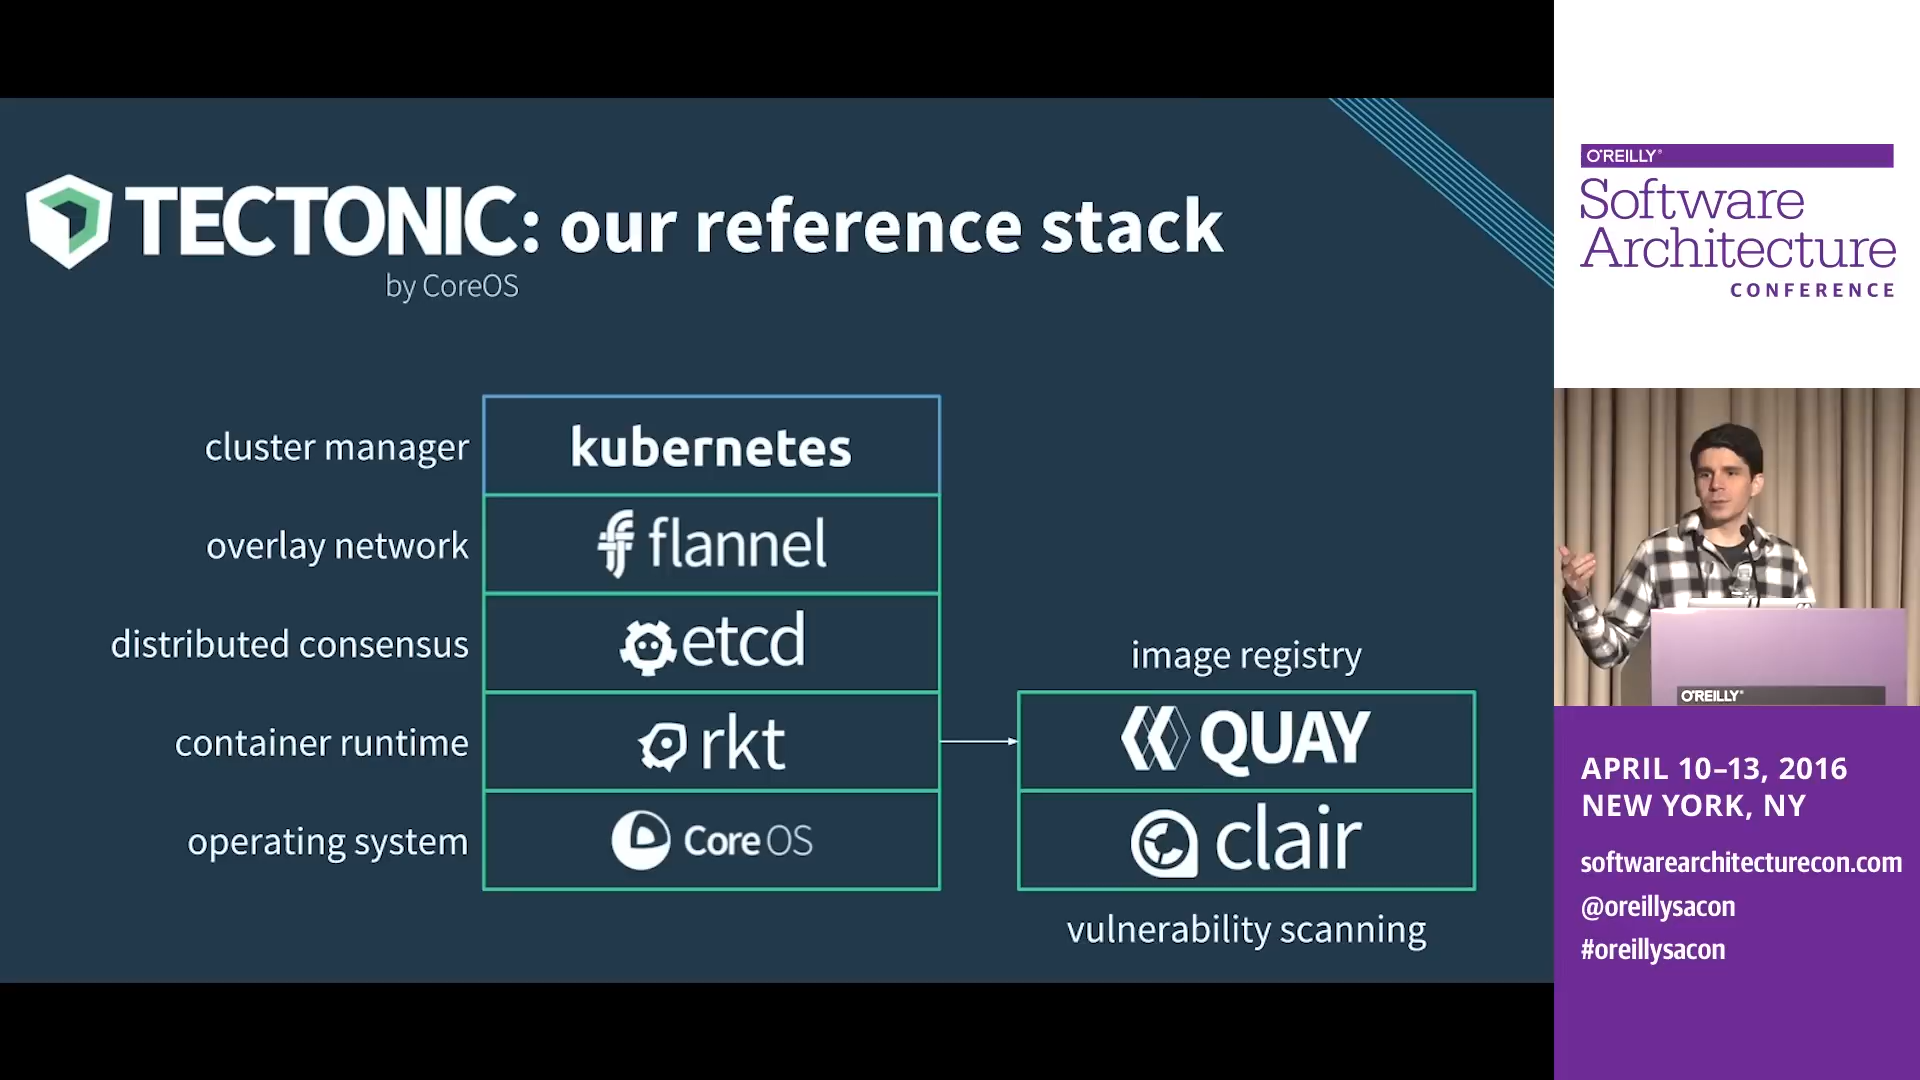 TECTONIC: our reference stack
by CoreOS
cluster manager
kubernetes
overlay network
flannel
distributed consensus
etcd
container runtime
rkt
operating system
CoreOS
image registry
QUAY
clair
vulnerability scanning
O'REILLY®
Software
Architecture
CONFERENCE
O'REILLY®
APRIL 10–13, 2016
NEW YORK, NY
softwarearchitecturecon.com
@oreillysacon
#oreillysacon